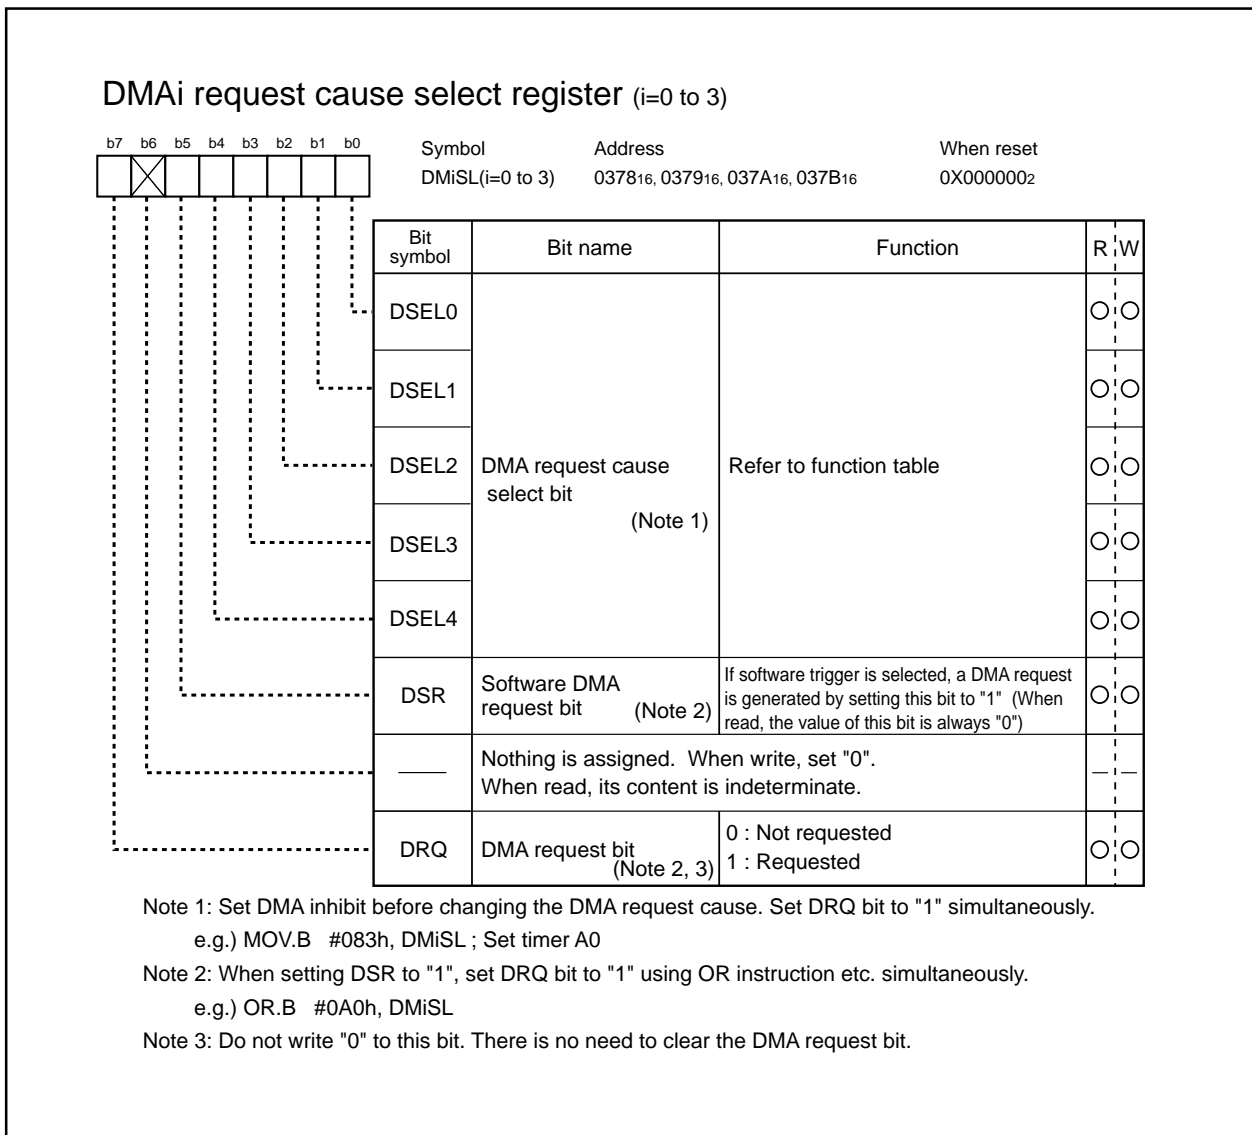 DMAi request cause select register (i=0 to 3)
b7 b6 b5 b4 b3 b2 b1 b0
Symbol Address When reset
DMiSL(i=0 to 3) 037816, 037916, 037A16, 037B16 0X0000002
Bit symbol Bit name Function R W
DSEL0
DSEL1
DSEL2 DMA request cause Refer to function table
select bit
(Note 1)
DSEL3
DSEL4
DSR Software DMA request bit (Note 2)
If software trigger is selected, a DMA request
is generated by setting this bit to "1" (When
read, the value of this bit is always "0")
Nothing is assigned. When write, set "0".
When read, its content is indeterminate.
DRQ DMA request bit (Note 2, 3)
0 : Not requested
1 : Requested
Note 1: Set DMA inhibit before changing the DMA request cause. Set DRQ bit to "1" simultaneously.
e.g.) MOV.B #083h, DMiSL ; Set timer A0
Note 2: When setting DSR to "1", set DRQ bit to "1" using OR instruction etc. simultaneously.
e.g.) OR.B #0A0h, DMiSL
Note 3: Do not write "0" to this bit. There is no need to clear the DMA request bit.